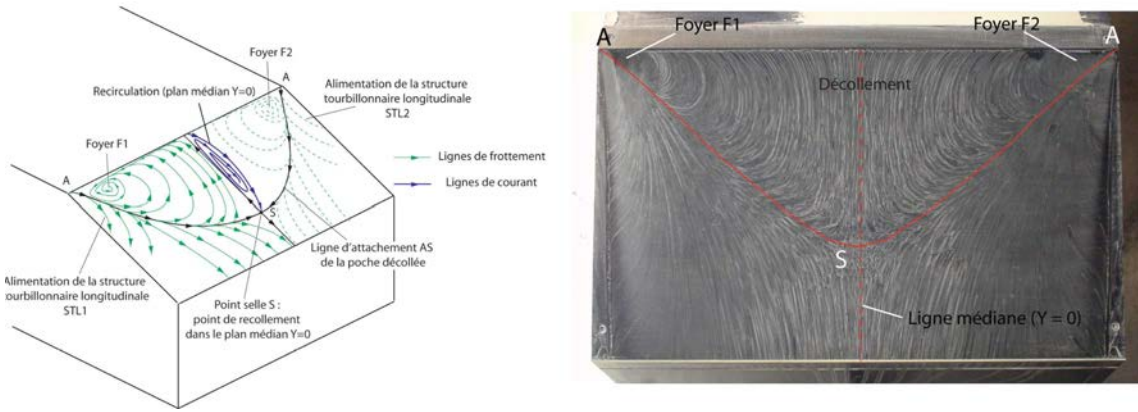 Foyer F2
A
Alimentation de la structure
tourbillonnaire longitudinale
STL2
Recirculation (plan médian Y=0)
Foyer F1
A
Lignes de frottement
Lignes de courant
S
Ligne d'attachement AS
de la poche décollée
Alimentation de la structure
tourbillonnaire longitudinale
STL1
Point selle S :
point de recollement
dans le plan médian Y=0
Foyer F1
Foyer F2
A
A
Décollement
S
Ligne médiane (Y = 0)